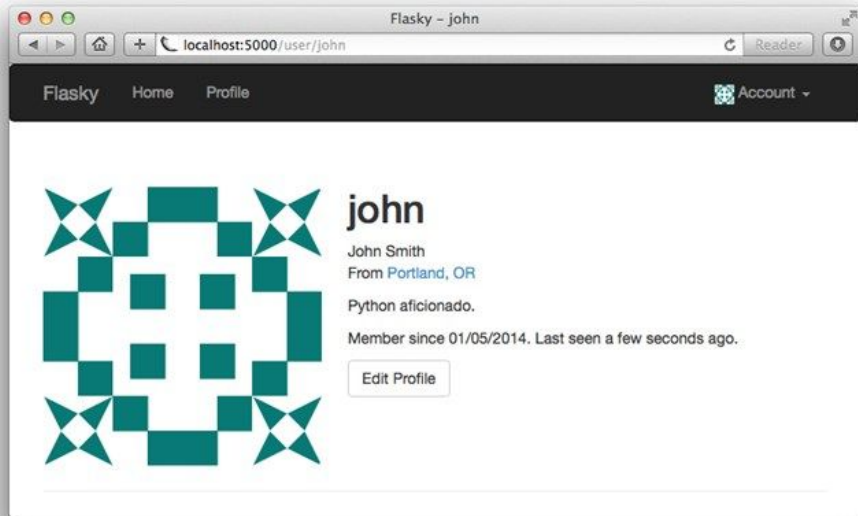 Flasky – john
localhost:5000/user/john
Reader
Flasky Home Profile Account
john
John Smith
From Portland, OR
Python aficionado.
Member since 01/05/2014. Last seen a few seconds ago.
Edit Profile